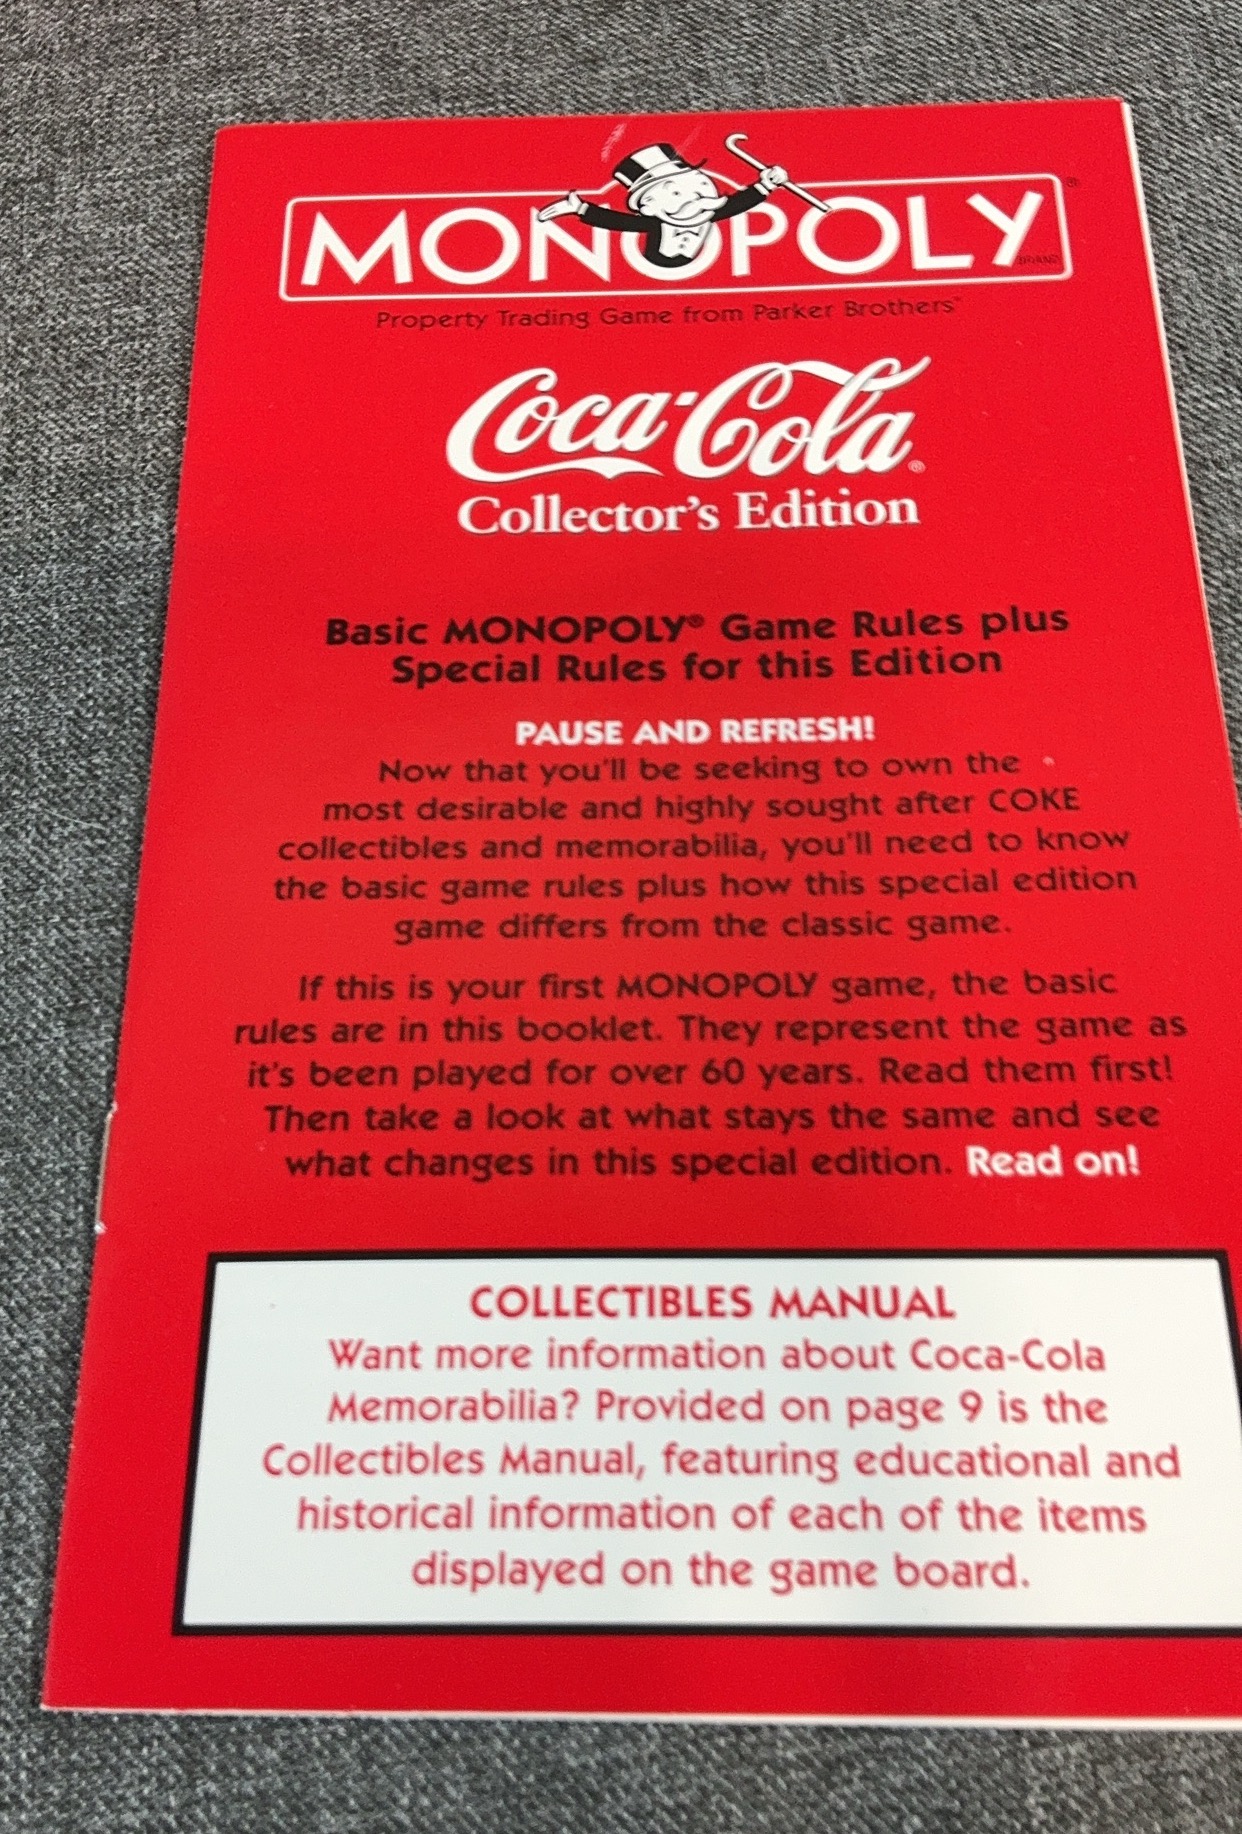 MONOPOLY®
BRAND
Property Trading Game from Parker Brothers®
Coca-Cola®
Collector's Edition
Basic MONOPOLY® Game Rules plus
Special Rules for this Edition
PAUSE AND REFRESH!
Now that you'll be seeking to own the
most desirable and highly sought after COKE
collectibles and memorabilia, you'll need to know
the basic game rules plus how this special edition
game differs from the classic game.
If this is your first MONOPOLY game, the basic
rules are in this booklet. They represent the game as
it's been played for over 60 years. Read them first!
Then take a look at what stays the same and see
what changes in this special edition. Read on!
COLLECTIBLES MANUAL
Want more information about Coca-Cola
Memorabilia? Provided on page 9 is the
Collectibles Manual, featuring educational and
historical information of each of the items
displayed on the game board.